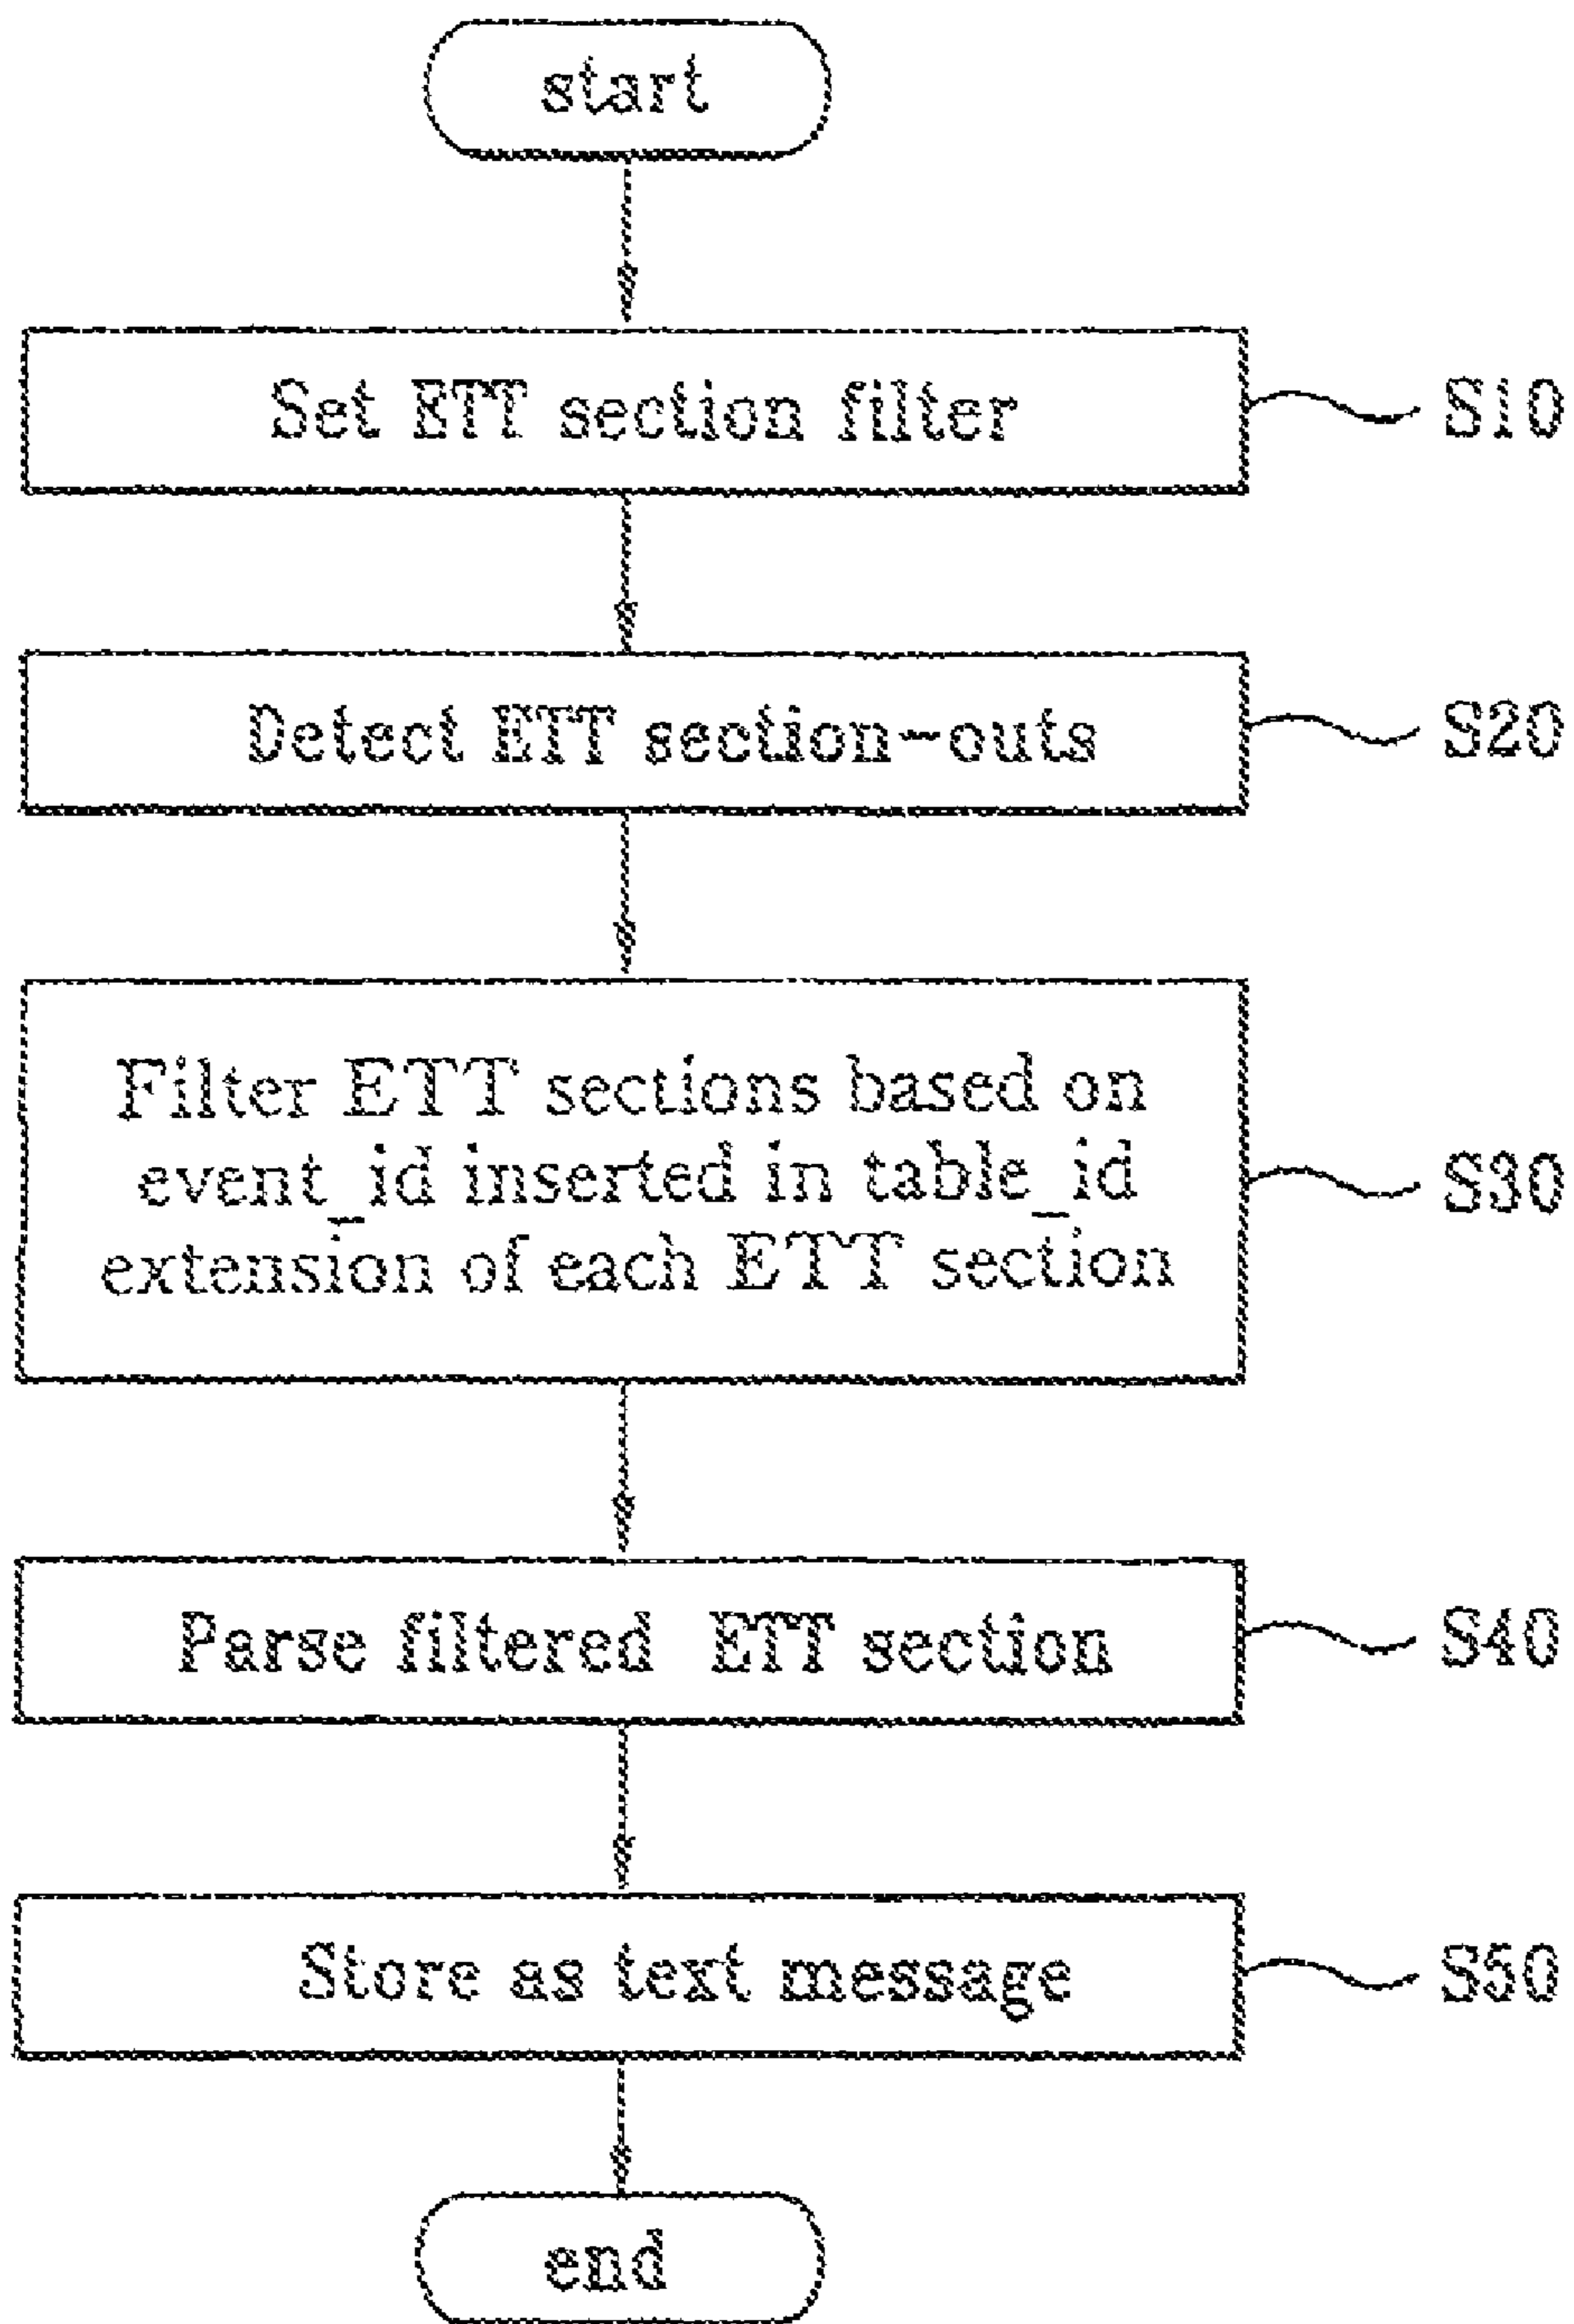 start
Set ETT section filter
S10
Detect ETT section-outs
S20
Filter ETT sections based on
event_id inserted in table_id
extension of each ETT section
S30
Parse filtered ETT section
S40
Store as text message
S50
end